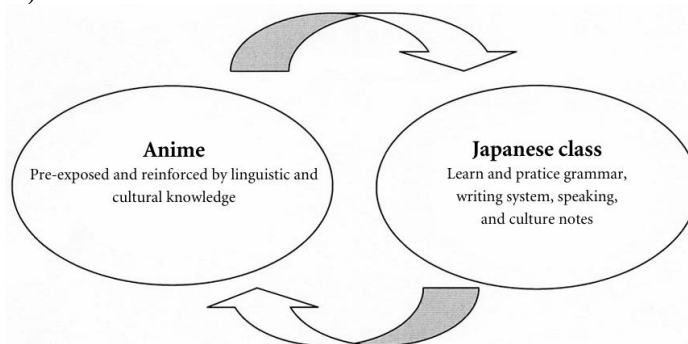 Anime
Pre-exposed and reinforced by linguistic and
cultural knowledge
Japanese class
Learn and pratice grammar,
writing system, speaking,
and culture notes